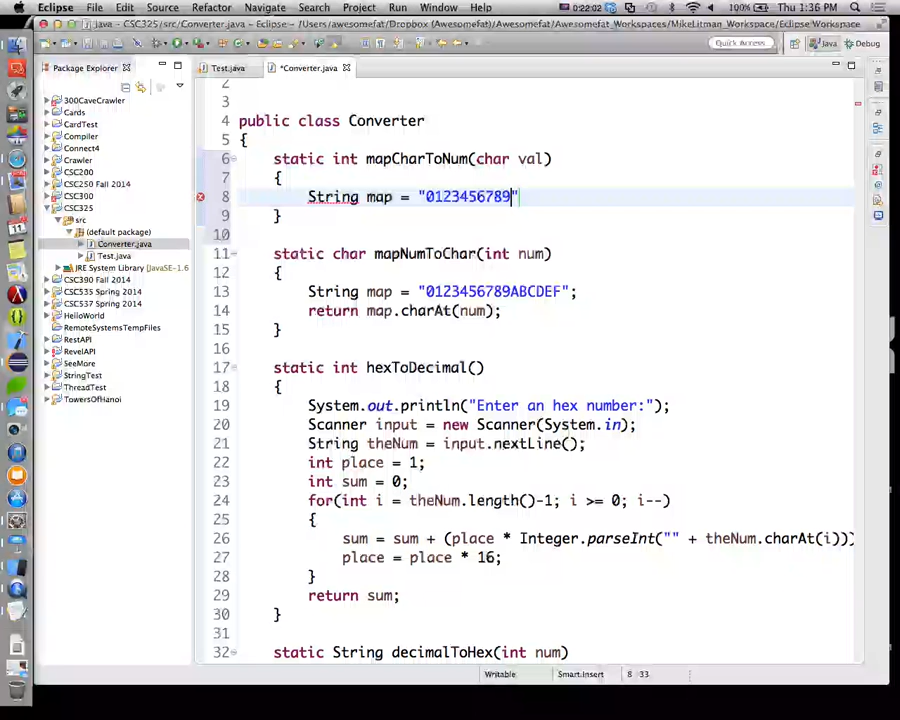 Eclipse File Edit Source Refactor Navigate Search Project Run Window Help 0:22:02 100% Thu 1:36 PM
CSC325/src/Converter.java - Eclipse - /Users/awesomefat/Dropbox (Awesomefat)/Awesomefat_Workspaces/MikeLitman_Workspace/Eclipse Workspace
Quick Access Java Debug
Package Explorer
Test.java *Converter.java
300CaveCrawler
Cards
CardTest
Compiler
Connect4
Crawler
CSC200
CSC250 Fall 2014
CSC300
CSC325
src
(default package)
Converter.java
Test.java
JRE System Library [JavaSE-1.6
CSC390 Fall 2014
CSC535 Spring 2014
CSC537 Spring 2014
HelloWorld
RemoteSystemsTempFiles
RestAPI
RevelAPI
SeeMore
StringTest
ThreadTest
TowersOfHanoi
2
3
4 public class Converter
5 {
6 static int mapCharToNum(char val)
7 {
8 String map = "0123456789"
9 }
10
11 static char mapNumToChar(int num)
12 {
13 String map = "0123456789ABCDEF";
14 return map.charAt(num);
15 }
16
17 static int hexToDecimal()
18 {
19 System.out.println("Enter an hex number:");
20 Scanner input = new Scanner(System.in);
21 String theNum = input.nextLine();
22 int place = 1;
23 int sum = 0;
24 for(int i = theNum.length()-1; i >= 0; i--)
25 {
26 sum = sum + (place * Integer.parseInt("" + theNum.charAt(i)))
27 place = place * 16;
28 }
29 return sum;
30 }
31
32 static String decimalToHex(int num)
Writable Smart Insert 8 : 33